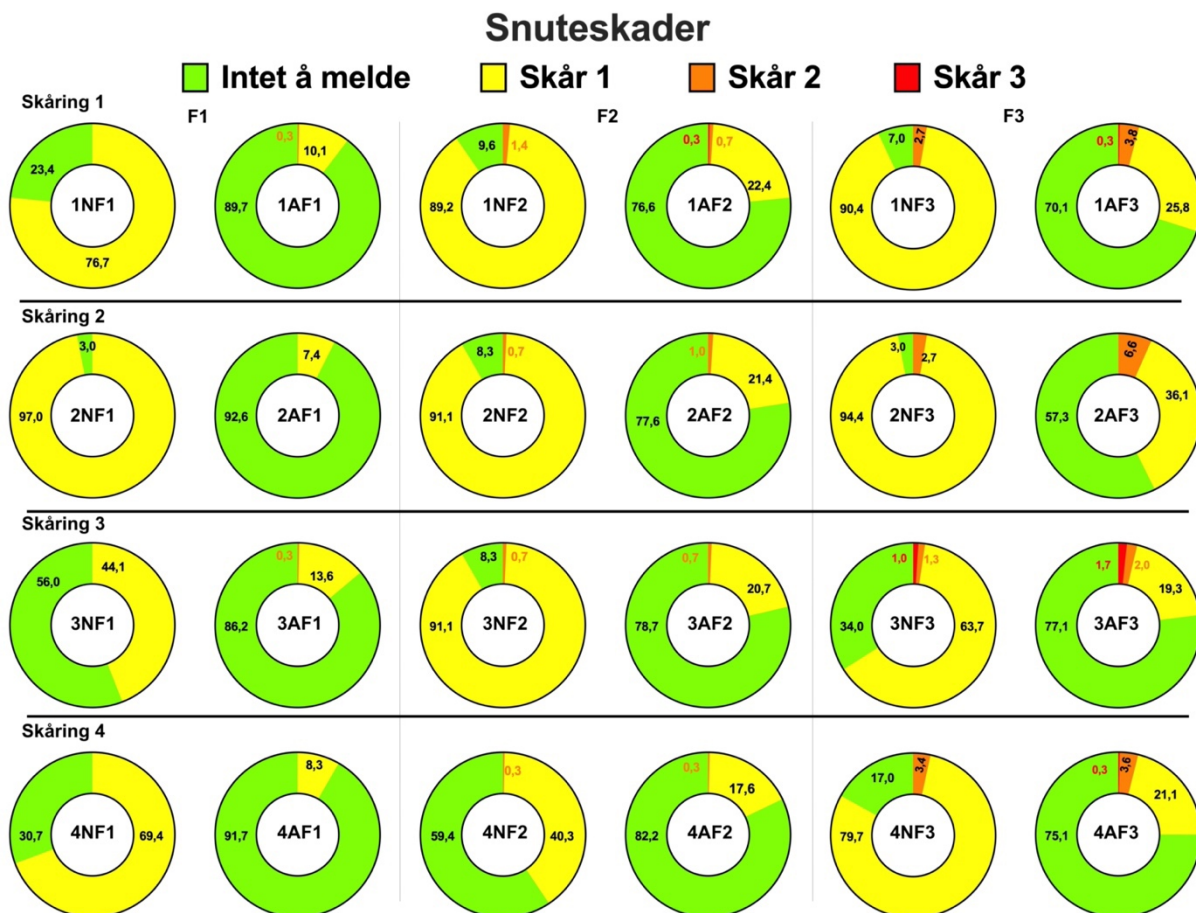 Snuteskader
Intet å melde Skår 1 Skår 2 Skår 3
Skåring 1
F1 F2 F3
23,4 76,7 1NF1
0,3 10,1 89,7 1AF1
9,6 1,4 89,2 1NF2
0,3 0,7 22,4 76,6 1AF2
7,0 2,7 90,4 1NF3
0,3 3,8 25,8 70,1 1AF3
Skåring 2
3,0 97,0 2NF1
7,4 92,6 2AF1
8,3 0,7 91,1 2NF2
1,0 21,4 77,6 2AF2
3,0 2,7 94,4 2NF3
6,6 36,1 57,3 2AF3
Skåring 3
56,0 44,1 3NF1
0,3 13,6 86,2 3AF1
8,3 0,7 91,1 3NF2
0,7 20,7 78,7 3AF2
1,0 1,3 34,0 63,7 3NF3
1,7 2,0 19,3 77,1 3AF3
Skåring 4
30,7 69,4 4NF1
8,3 91,7 4AF1
0,3 59,4 40,3 4NF2
0,3 17,6 82,2 4AF2
17,0 3,4 79,7 4NF3
0,3 3,6 21,1 75,1 4AF3